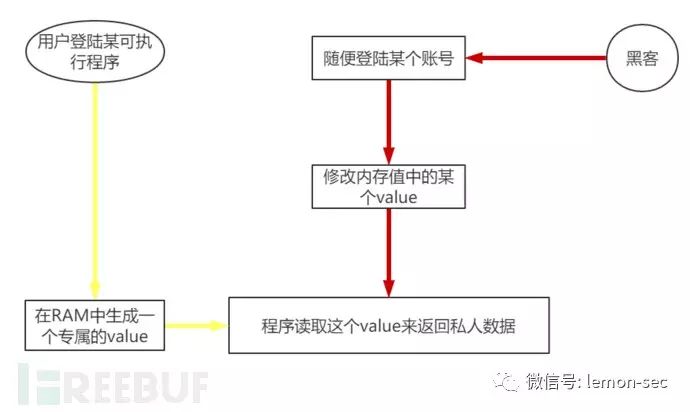 用户登陆某可执
行程序
随便登陆某个账号
黑客
修改内存值中的某
个value
在RAM中生成一
个专属的value
程序读取这个value来返回私人数据
FREEBUF
微信号: lemon-sec